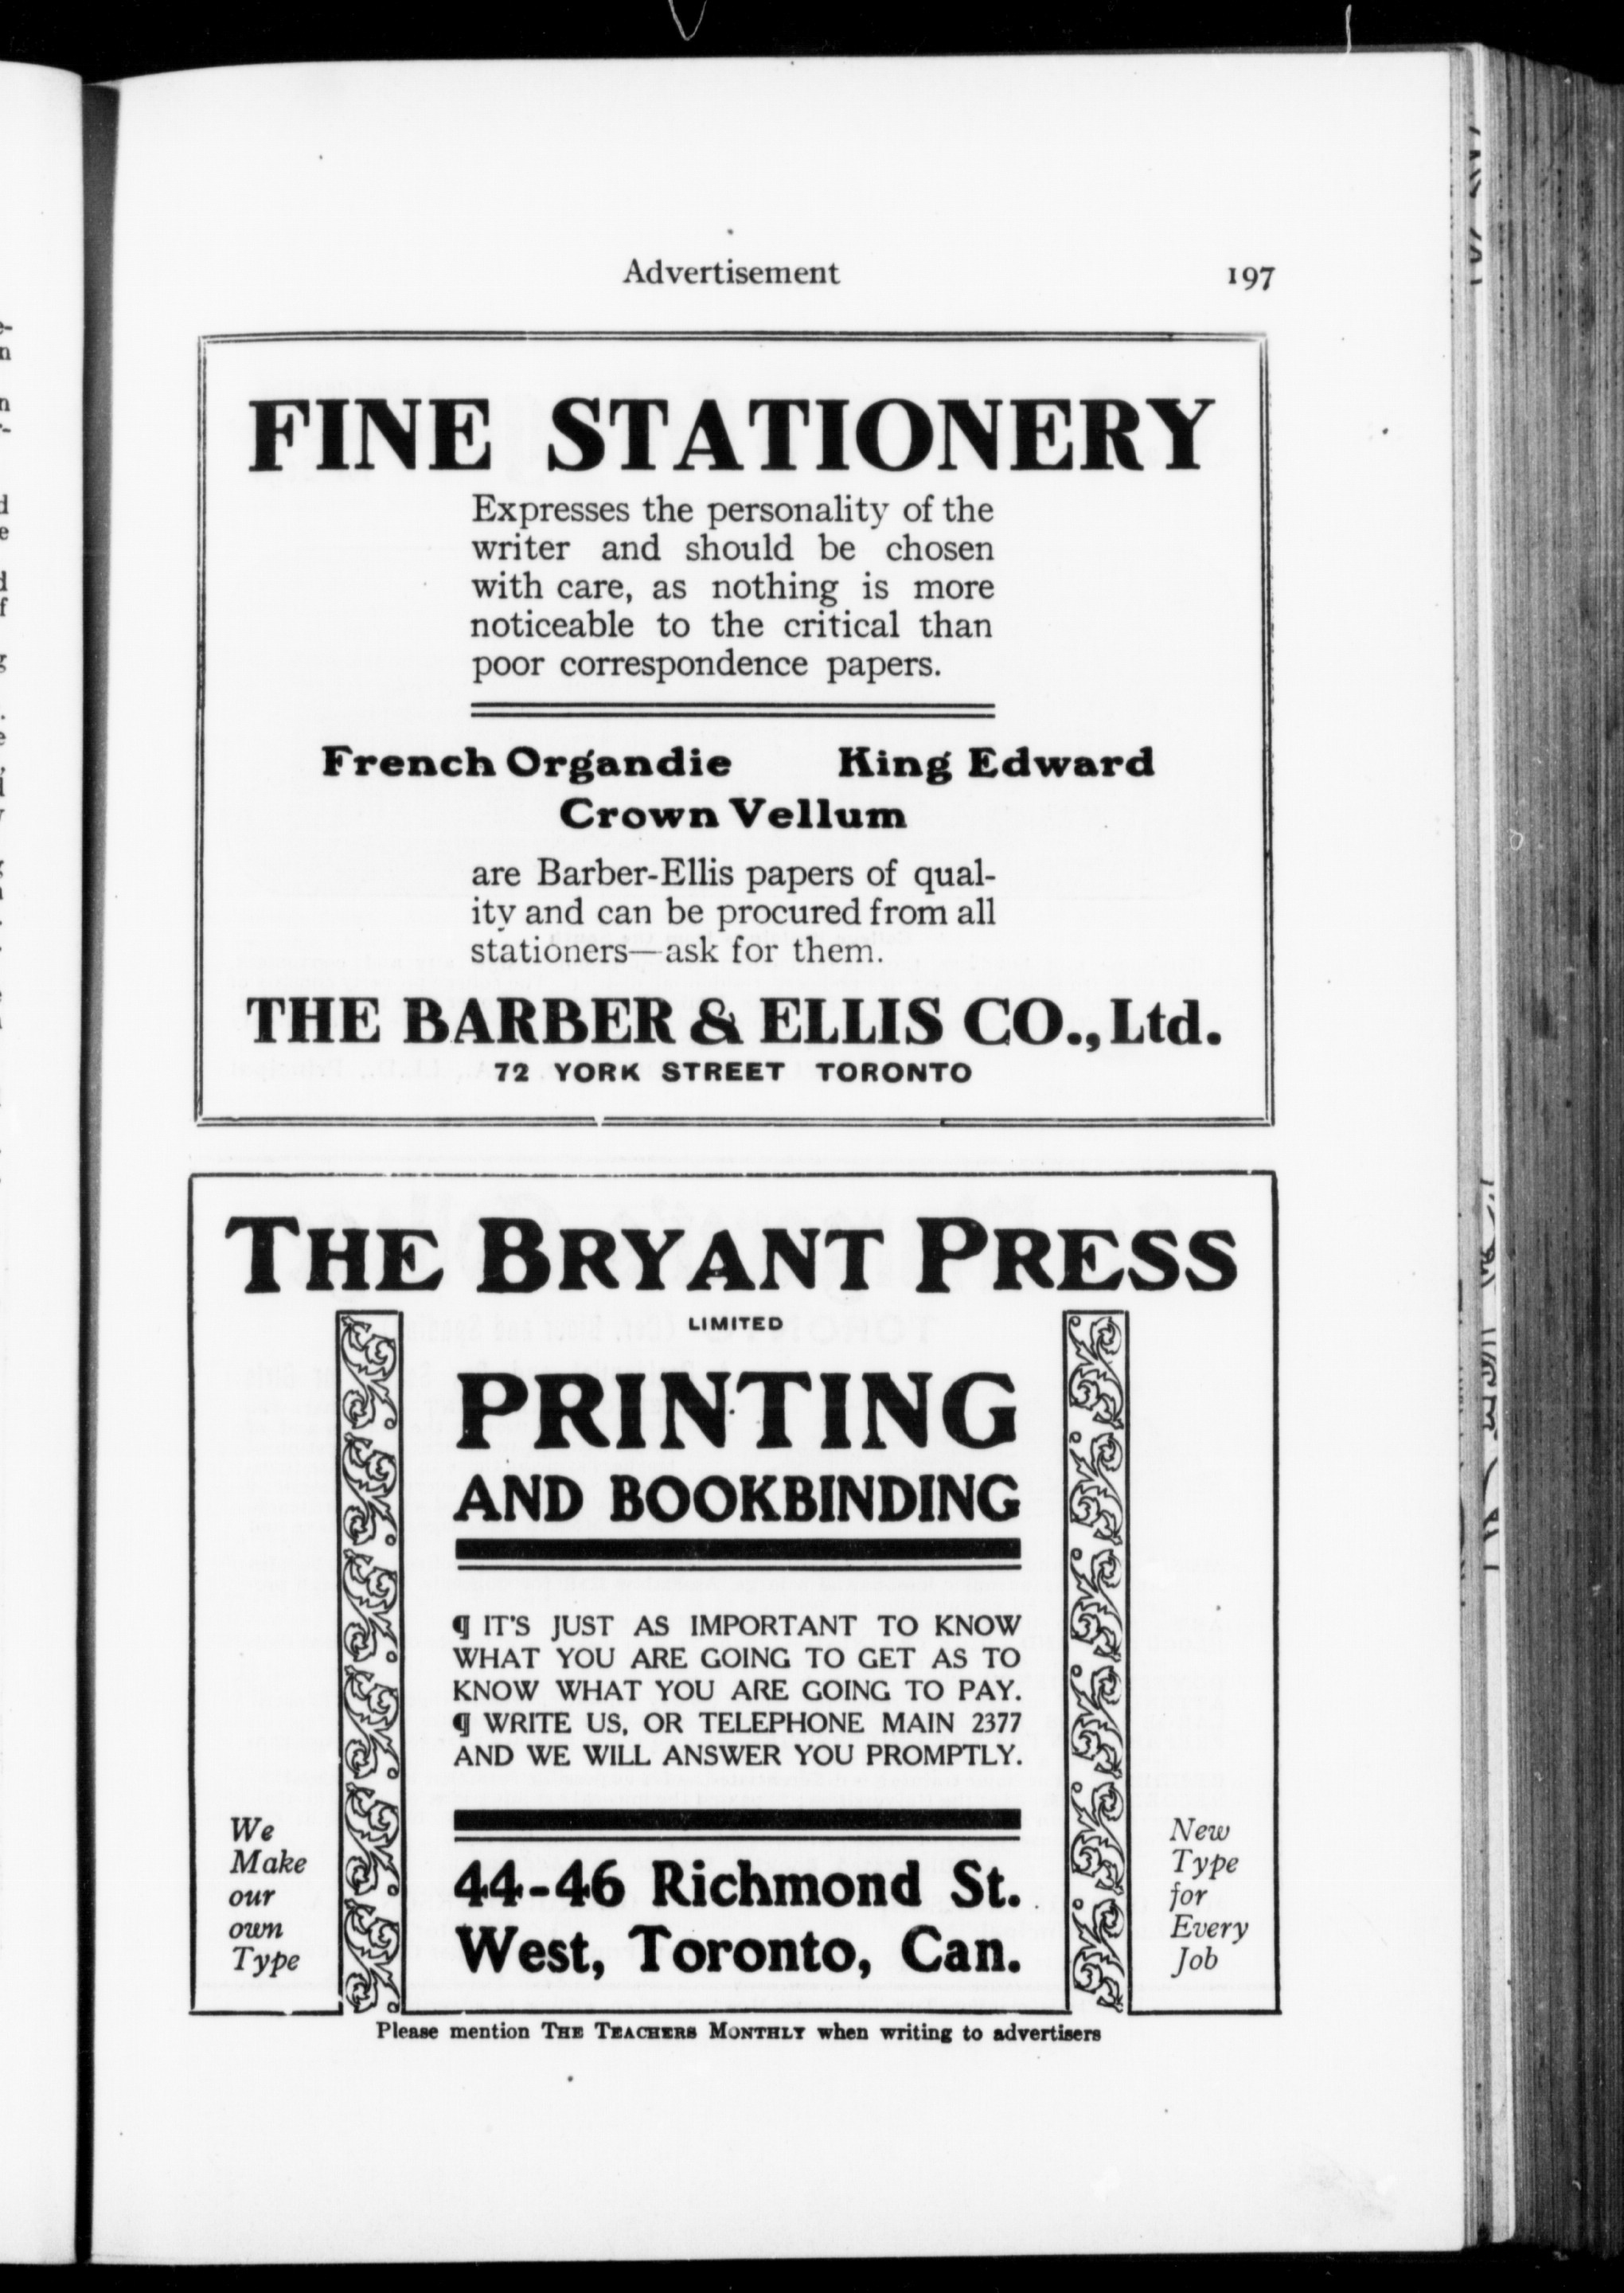 Advertisement 197
FINE STATIONERY
Expresses the personality of the
writer and should be chosen
with care, as nothing is more
noticeable to the critical than
poor correspondence papers.
French Organdie King Edward
Crown Vellum
are Barber-Ellis papers of qual-
ity and can be procured from all
stationers—ask for them.
THE BARBER & ELLIS CO., Ltd.
72 YORK STREET TORONTO
THE BRYANT PRESS
LIMITED
PRINTING
AND BOOKBINDING
¶ IT'S JUST AS IMPORTANT TO KNOW
WHAT YOU ARE GOING TO GET AS TO
KNOW WHAT YOU ARE GOING TO PAY.
¶ WRITE US, OR TELEPHONE MAIN 2377
AND WE WILL ANSWER YOU PROMPTLY.
We
Make
our
own
Type
44-46 Richmond St.
West, Toronto, Can.
New
Type
for
Every
Job
Please mention THE TEACHERS MONTHLY when writing to advertisers